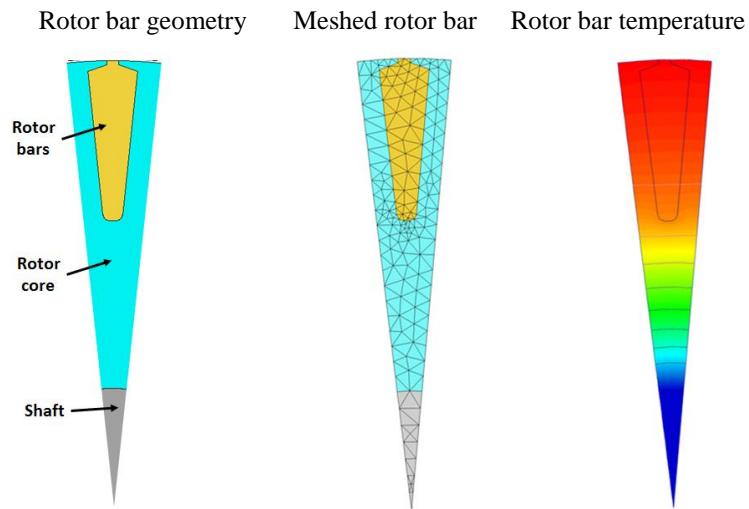 Rotor bar geometry
Meshed rotor bar
Rotor bar temperature
Rotor
bars
Rotor
core
Shaft